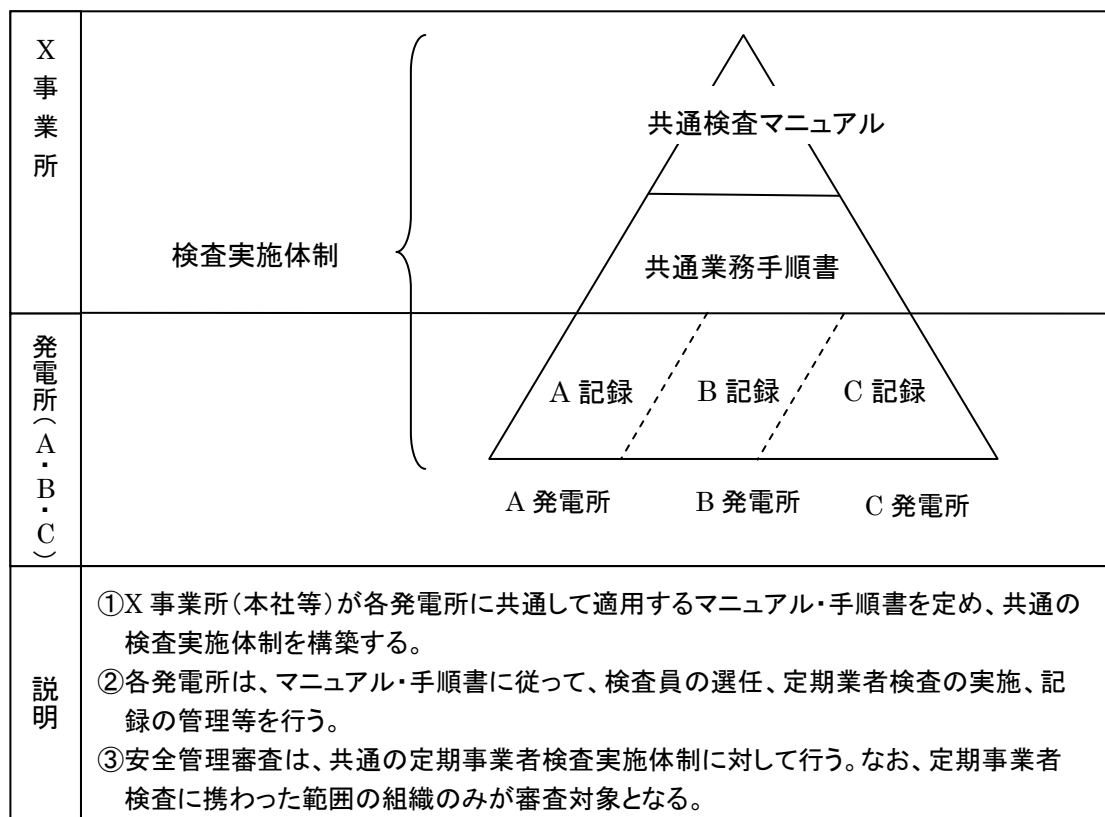 X事業所
共通検査マニュアル
検査実施体制
共通業務手順書
発電所(A・B・C)
A 記録
B 記録
C 記録
A 発電所
B 発電所
C 発電所
説明
①X 事業所(本社等)が各発電所に共通して適用するマニュアル・手順書を定め、共通の
検査実施体制を構築する。
②各発電所は、マニュアル・手順書に従って、検査員の選任、定期業者検査の実施、記
録の管理等を行う。
③安全管理審査は、共通の定期事業者検査実施体制に対して行う。なお、定期事業者
検査に携わった範囲の組織のみが審査対象となる。